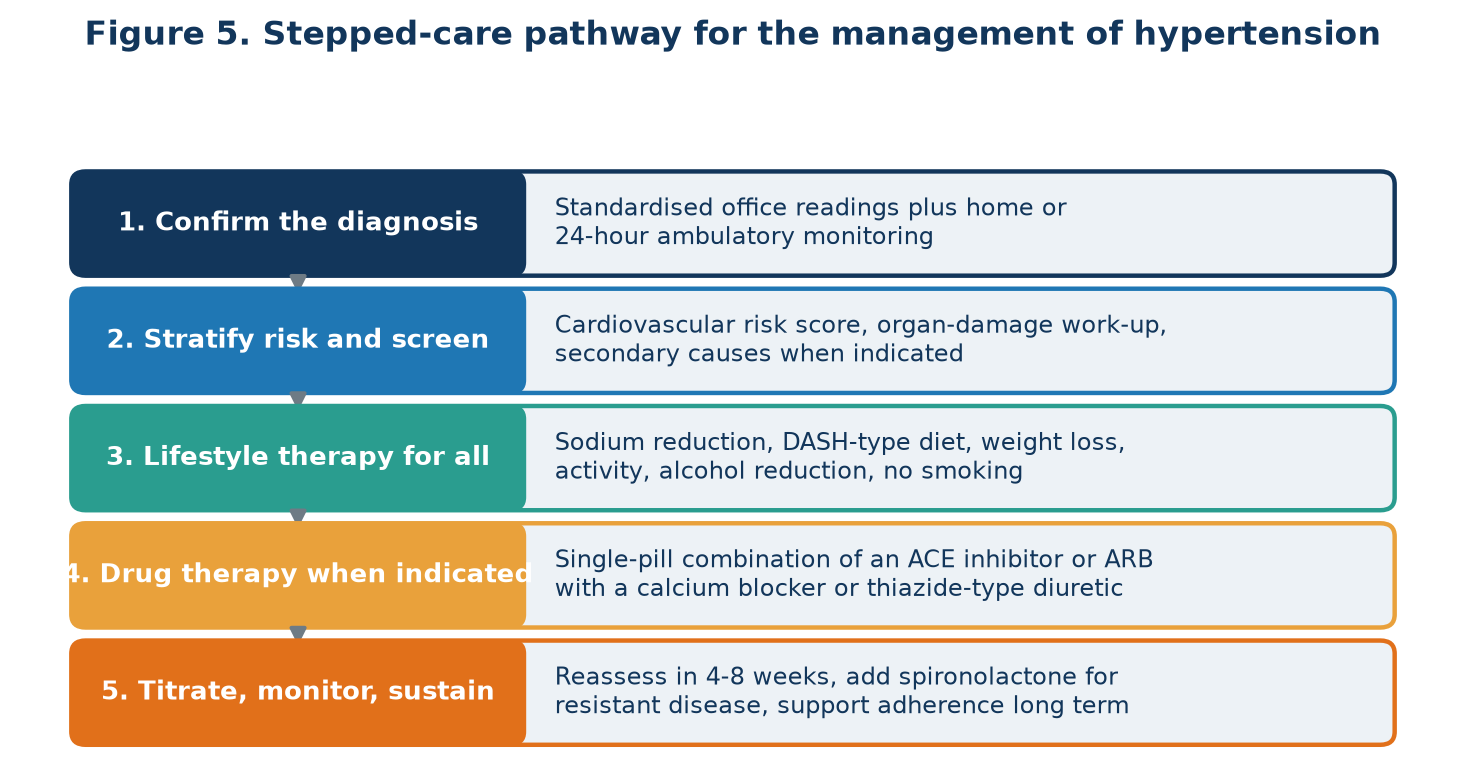 Figure 5. Stepped-care pathway for the management of hypertension
1. Confirm the diagnosis
Standardised office readings plus home or
24-hour ambulatory monitoring
2. Stratify risk and screen
Cardiovascular risk score, organ-damage work-up,
secondary causes when indicated
3. Lifestyle therapy for all
Sodium reduction, DASH-type diet, weight loss,
activity, alcohol reduction, no smoking
4. Drug therapy when indicated
Single-pill combination of an ACE inhibitor or ARB
with a calcium blocker or thiazide-type diuretic
5. Titrate, monitor, sustain
Reassess in 4-8 weeks, add spironolactone for
resistant disease, support adherence long term